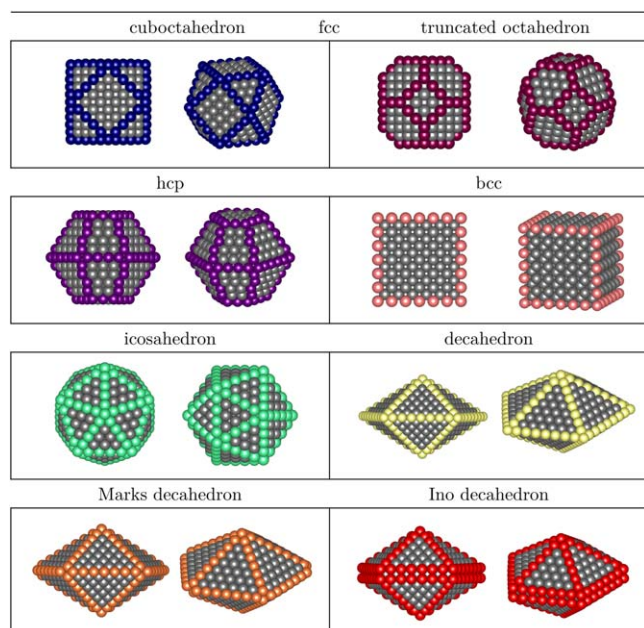 cuboctahedron fcc truncated octahedron
hcp bcc
icosahedron decahedron
Marks decahedron Ino decahedron